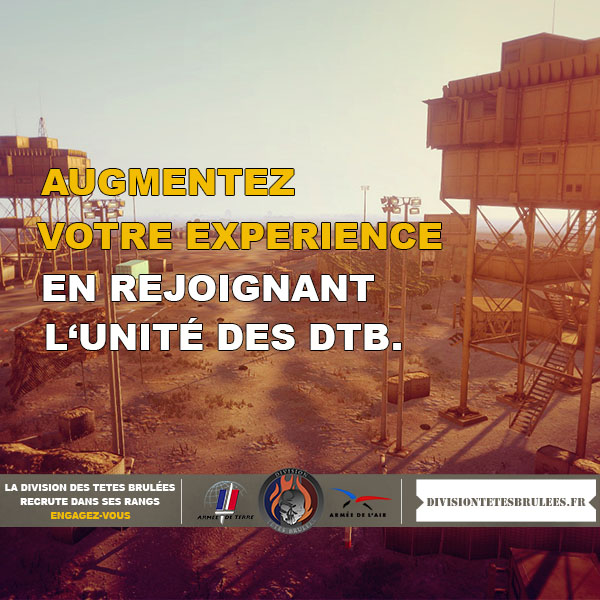 AUGMENTEZ
VOTRE EXPERIENCE
EN REJOIGNANT
L‘UNITÉ DES DTB.
LA DIVISION DES TETES BRULÉES
RECRUTE DANS SES RANGS
ENGAGEZ-VOUS
ARMÉE DE TERRE
DIVISION
TETES BRULEES
ARMÉE DE L'AIR
DIVISIONTETESBRULEES.FR